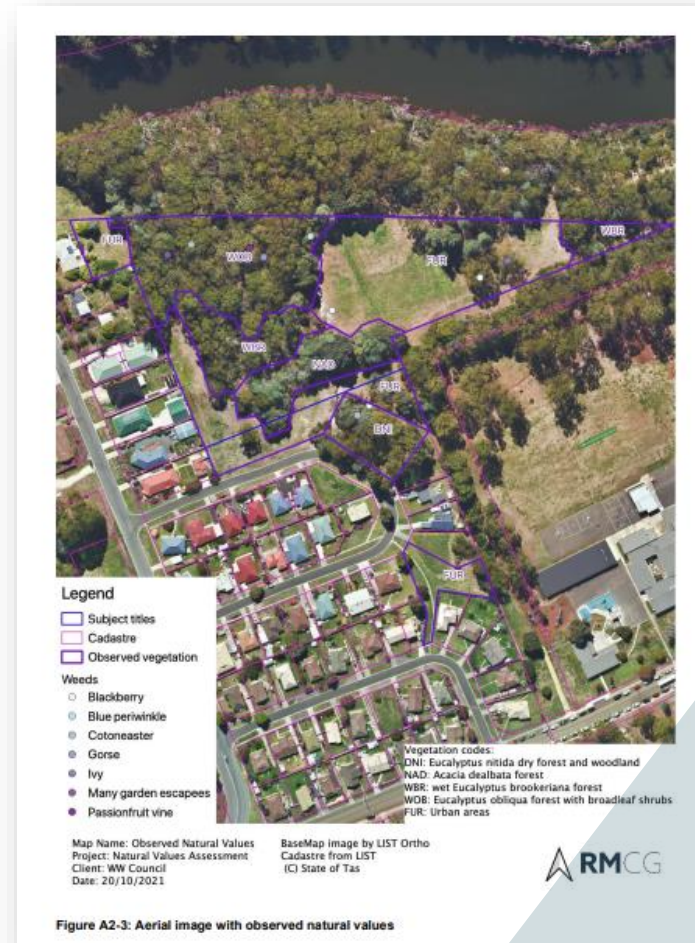 FUR
WOB
FUR
WBR
WBR
NAD
FUR
DNI
FUR
Legend
Subject titles
Cadastre
Observed vegetation
Weeds
Blackberry
Blue periwinkle
Cotoneaster
Gorse
Ivy
Many garden escapees
Passionfruit vine
Vegetation codes:
DNI: Eucalyptus nitida dry forest and woodland
NAD: Acacia dealbata forest
WBR: wet Eucalyptus brookeriana forest
WOB: Eucalyptus obliqua forest with broadleaf shrubs
FUR: Urban areas
Map Name: Observed Natural Values
Project: Natural Values Assessment
Client: WW Council
Date: 20/10/2021
BaseMap image by LIST Ortho
Cadastre from LIST
(C) State of Tas
RMCG
Figure A2-3: Aerial image with observed natural values